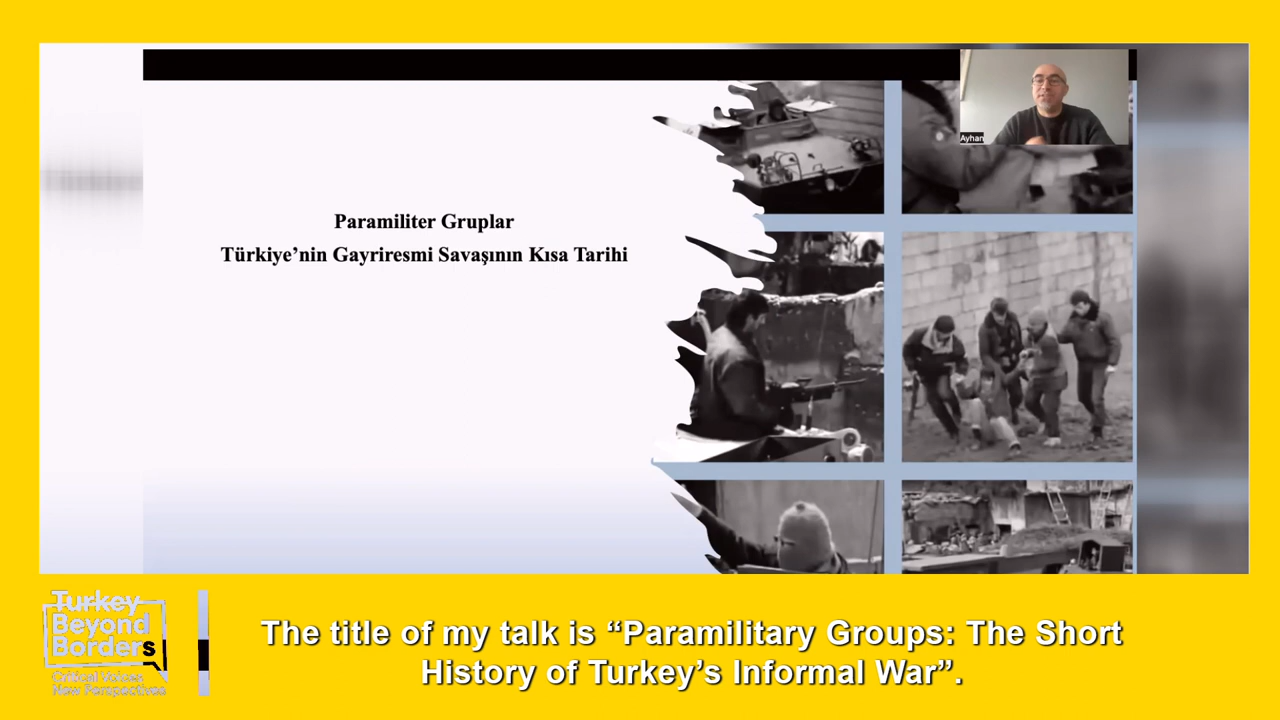 Ayhan
Paramiliter Gruplar
Türkiye’nin Gayriresmi Savaşının Kısa Tarihi
Turkey
Beyond
Borders
Critical Voices
New Perspectives
The title of my talk is “Paramilitary Groups: The Short
History of Turkey’s Informal War”.